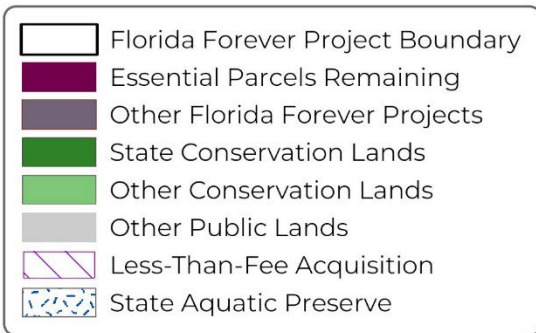 Florida Forever Project Boundary
Essential Parcels Remaining
Other Florida Forever Projects
State Conservation Lands
Other Conservation Lands
Other Public Lands
Less-Than-Fee Acquisition
State Aquatic Preserve